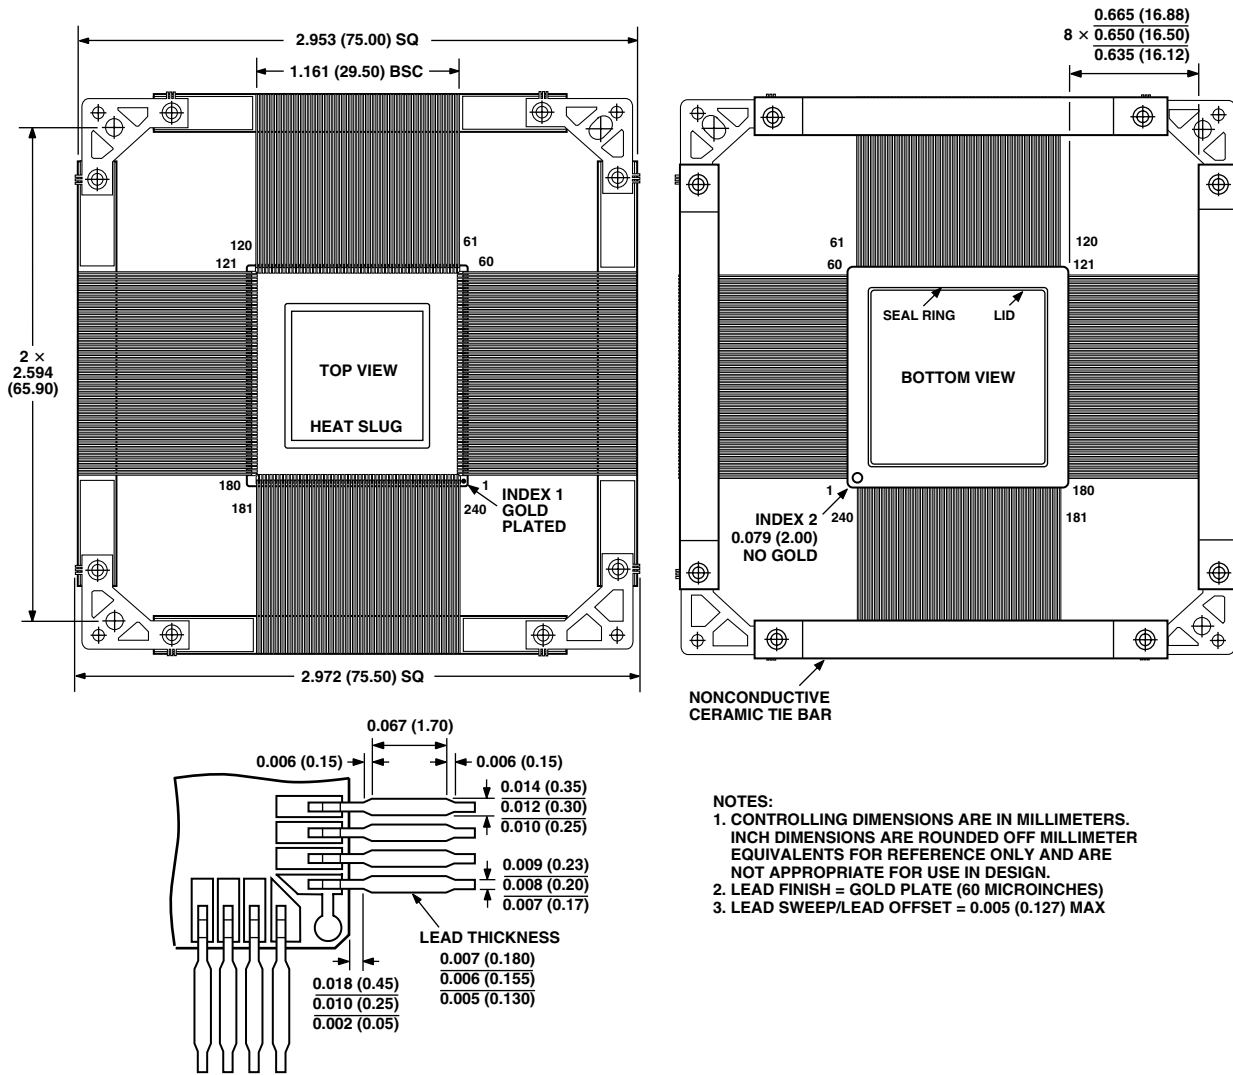 2.953 (75.00) SQ
1.161 (29.50) BSC
120
61
121
60
2 ×
2.594
(65.90)
TOP VIEW
HEAT SLUG
180
1
181
240
INDEX 1
GOLD
PLATED
2.972 (75.50) SQ
0.665 (16.88)
8 × 0.650 (16.50)
0.635 (16.12)
61
120
60
121
SEAL RING
LID
BOTTOM VIEW
1
180
240
181
INDEX 2
0.079 (2.00)
NO GOLD
NONCONDUCTIVE
CERAMIC TIE BAR
0.067 (1.70)
0.006 (0.15)
0.006 (0.15)
0.014 (0.35)
0.012 (0.30)
0.010 (0.25)
0.009 (0.23)
0.008 (0.20)
0.007 (0.17)
LEAD THICKNESS
0.007 (0.180)
0.006 (0.155)
0.005 (0.130)
0.018 (0.45)
0.010 (0.25)
0.002 (0.05)
NOTES:
1. CONTROLLING DIMENSIONS ARE IN MILLIMETERS.
INCH DIMENSIONS ARE ROUNDED OFF MILLIMETER
EQUIVALENTS FOR REFERENCE ONLY AND ARE
NOT APPROPRIATE FOR USE IN DESIGN.
2. LEAD FINISH = GOLD PLATE (60 MICROINCHES)
3. LEAD SWEEP/LEAD OFFSET = 0.005 (0.127) MAX